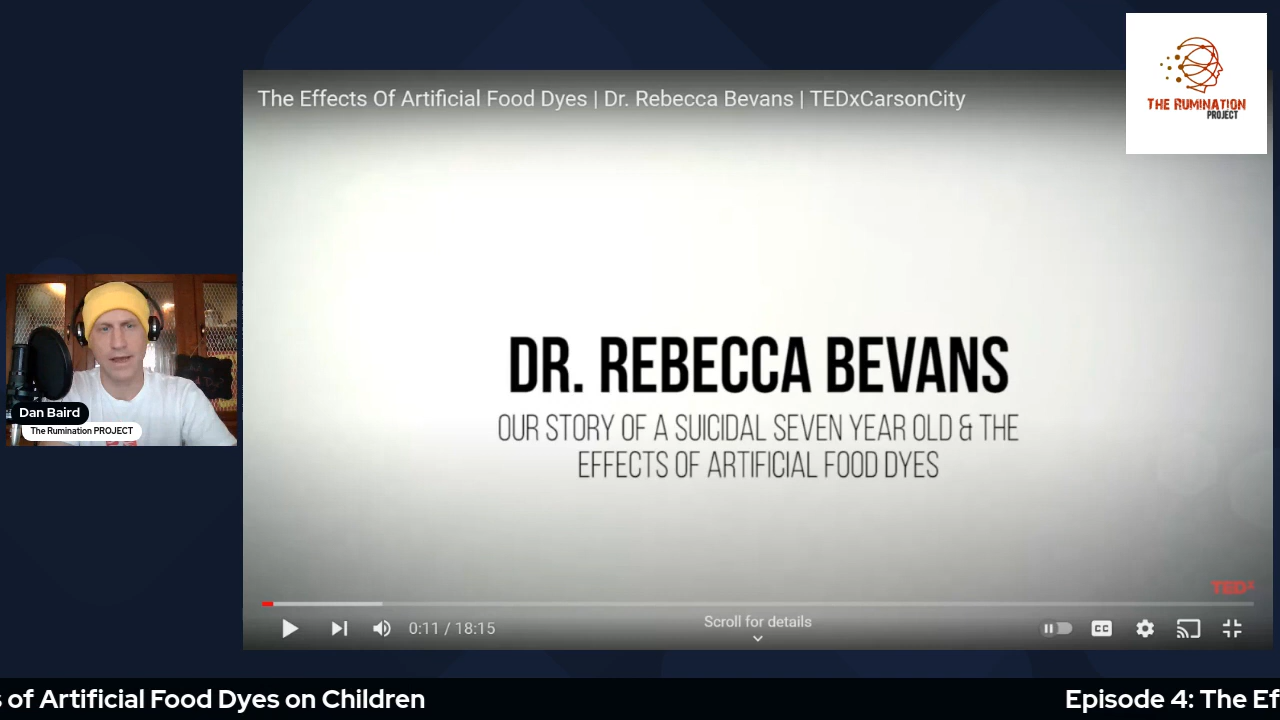 The Effects Of Artificial Food Dyes | Dr. Rebecca Bevans | TEDxCarsonCity
THE RUMINATION
PROJECT
DR. REBECCA BEVANS
OUR STORY OF A SUICIDAL SEVEN YEAR OLD & THE
EFFECTS OF ARTIFICIAL FOOD DYES
Dan Baird
The Rumination PROJECT
TEDx
0:11 / 18:15
Scroll for details
CC
s of Artificial Food Dyes on Children
Episode 4: The Ef